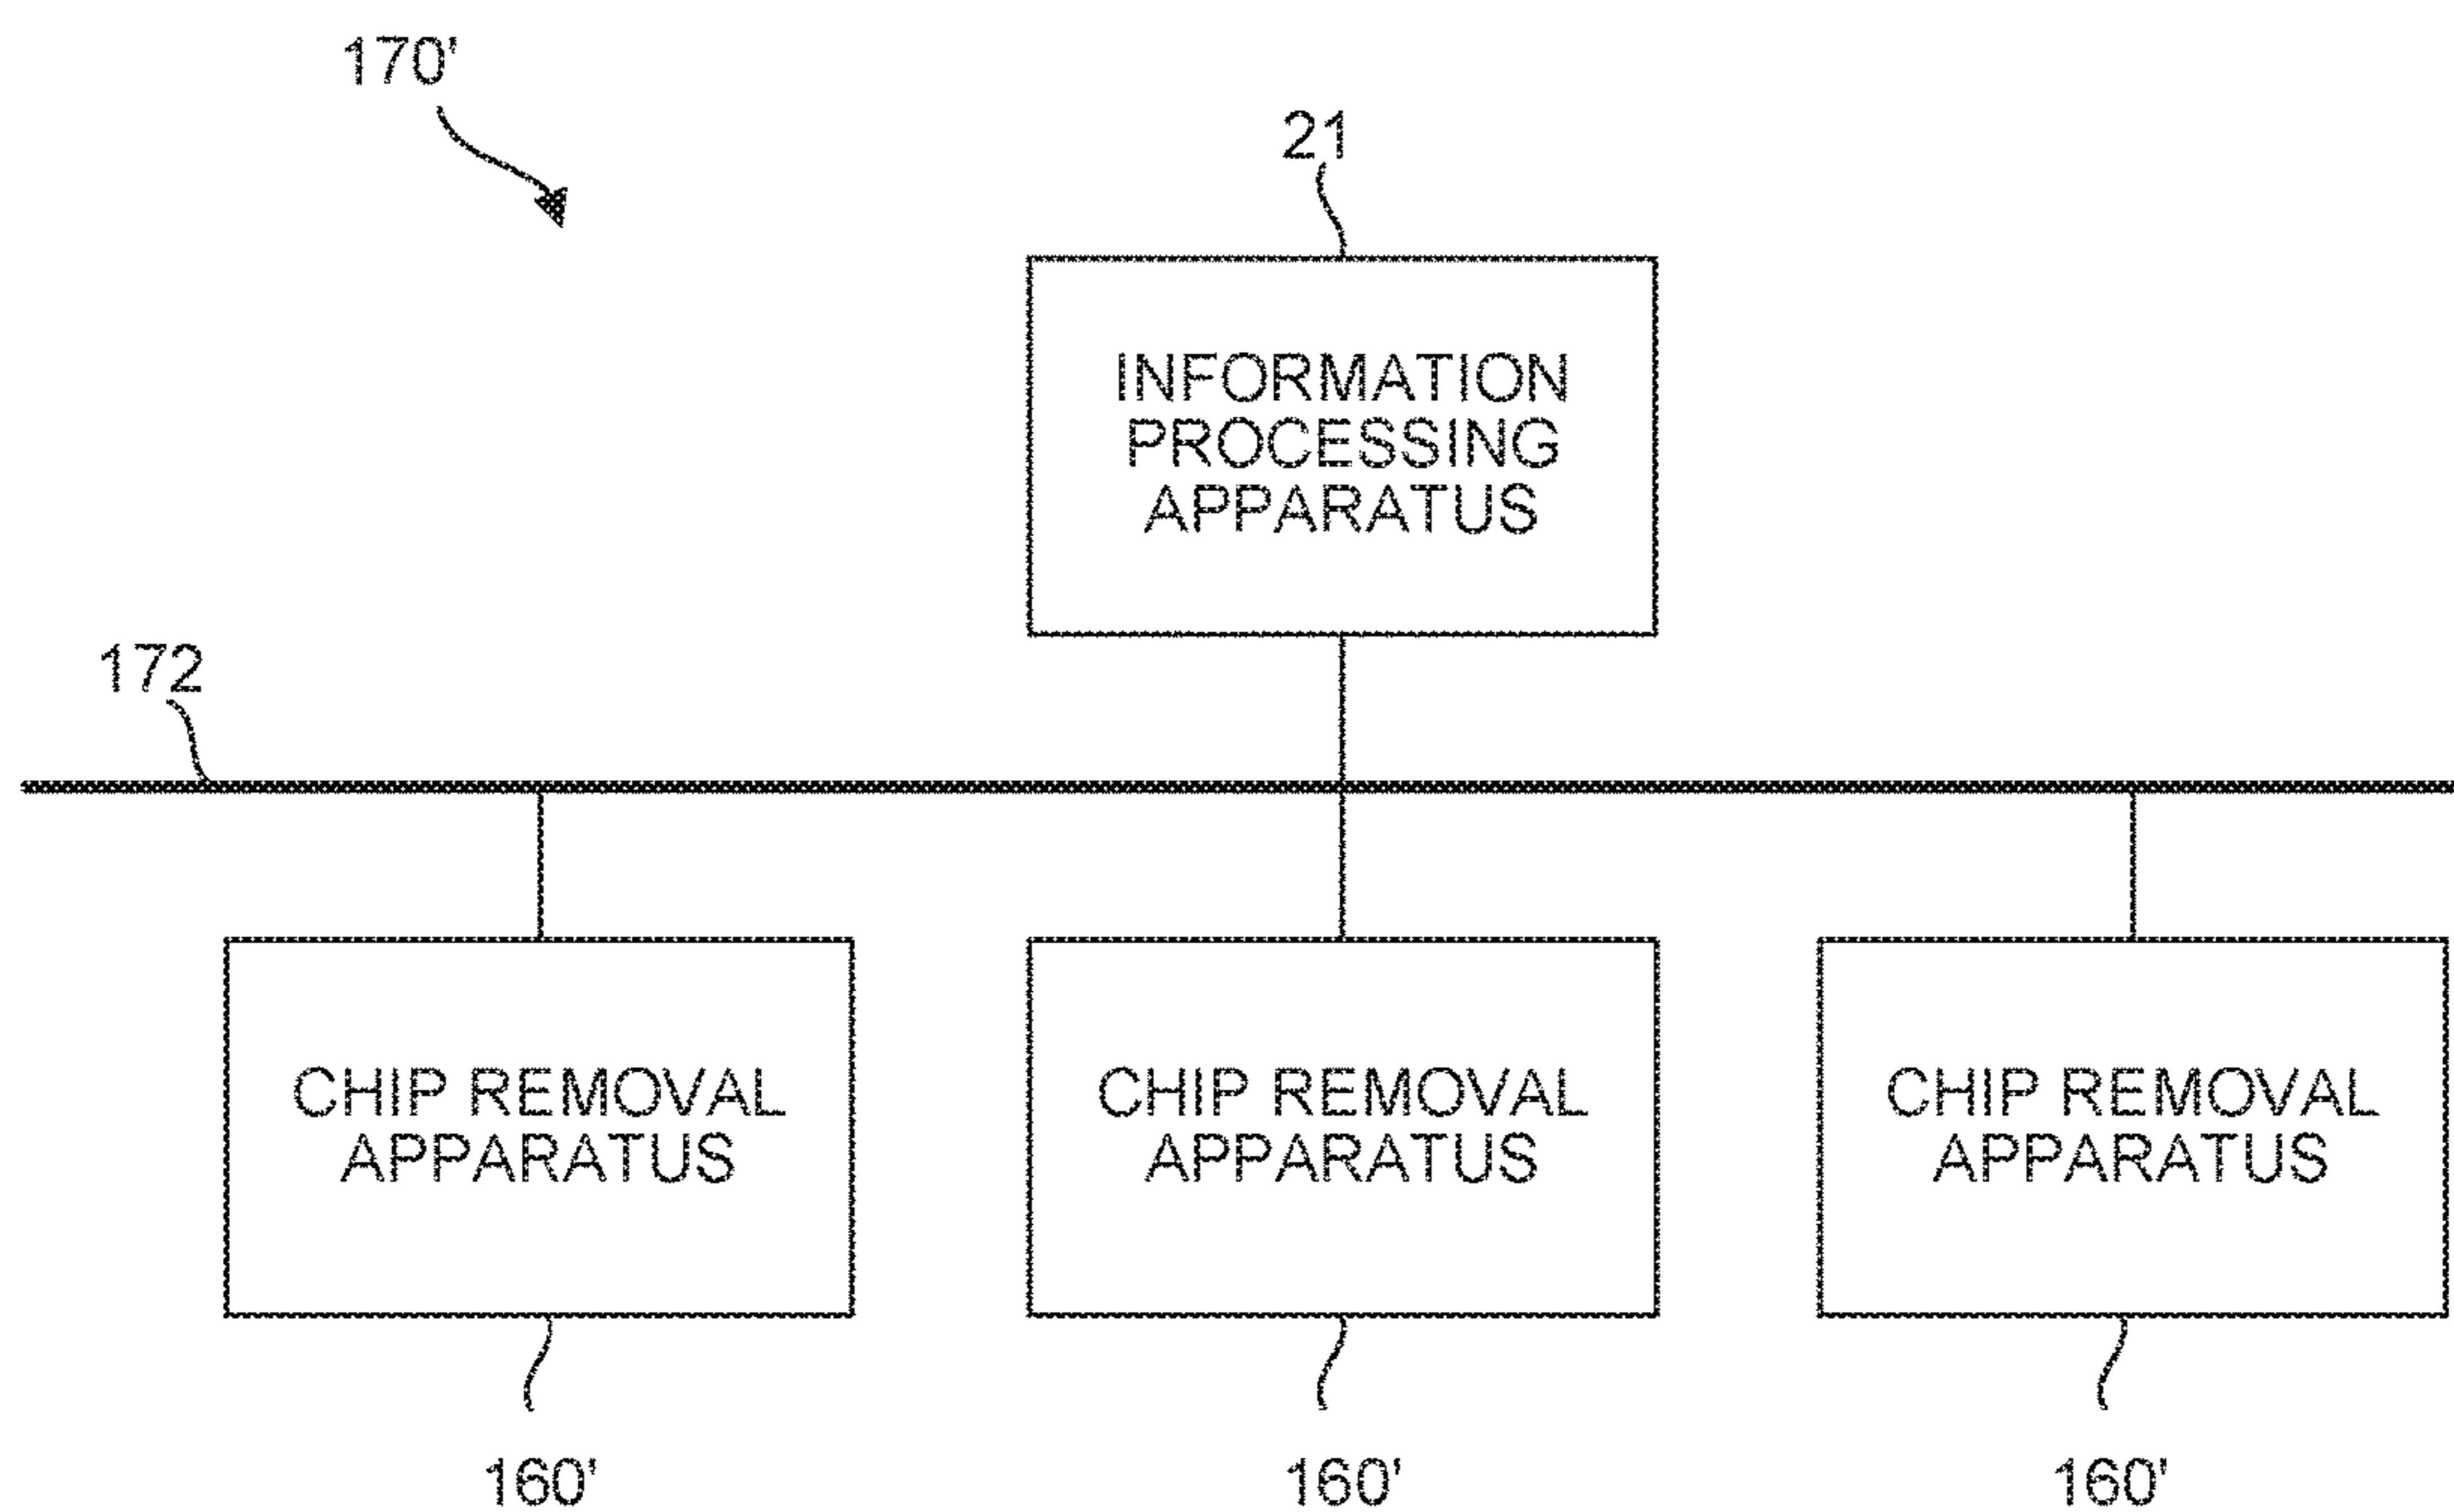 170'
21
INFORMATION
PROCESSING
APPARATUS
172
CHIP REMOVAL
APPARATUS
CHIP REMOVAL
APPARATUS
CHIP REMOVAL
APPARATUS
160'
160'
160'